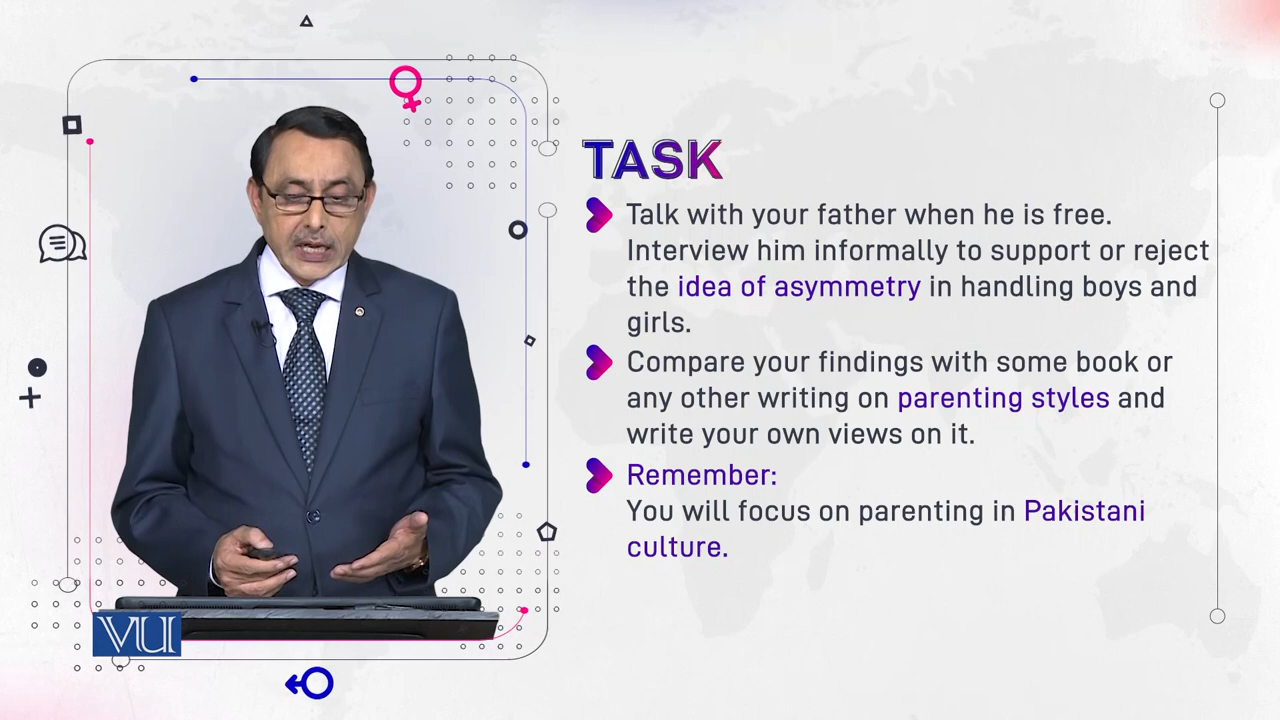 TASK
Talk with your father when he is free.
Interview him informally to support or reject
the idea of asymmetry in handling boys and
girls.
Compare your findings with some book or
any other writing on parenting styles and
write your own views on it.
Remember:
You will focus on parenting in Pakistani
culture.
VU